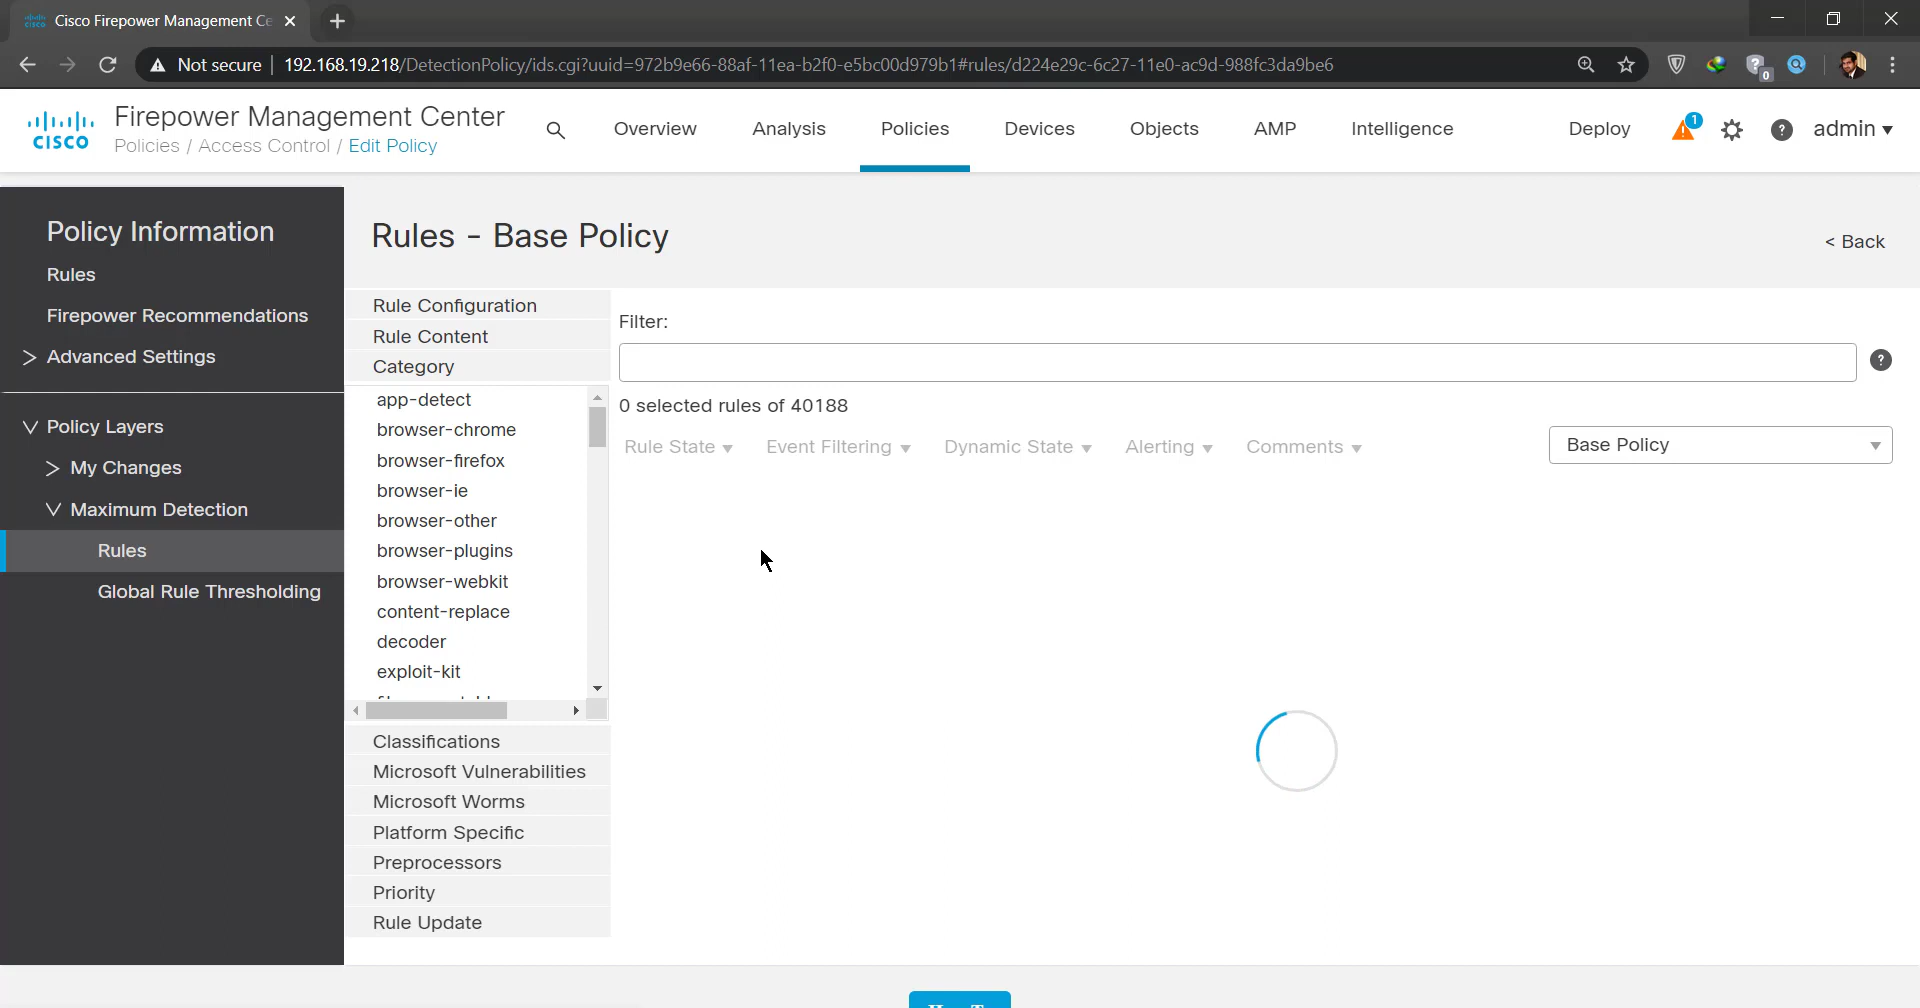 Cisco Firepower Management Ce
Not secure
192.168.19.218/DetectionPolicy/ids.cgi?uuid=972b9e66-88af-11ea-b2f0-e5bc00d979b1#rules/d224e29c-6c27-11e0-ac9d-988fc3da9be6
0
CISCO
Firepower Management Center
Policies / Access Control / Edit Policy
Overview
Analysis
Policies
Devices
Objects
AMP
Intelligence
Deploy
1
?
admin
Policy Information
Rules
Firepower Recommendations
Advanced Settings
Policy Layers
My Changes
Maximum Detection
Rules
Global Rule Thresholding
Rules - Base Policy
< Back
Rule Configuration
Rule Content
Category
app-detect
browser-chrome
browser-firefox
browser-ie
browser-other
browser-plugins
browser-webkit
content-replace
decoder
exploit-kit
Classifications
Microsoft Vulnerabilities
Microsoft Worms
Platform Specific
Preprocessors
Priority
Rule Update
Filter:
?
0 selected rules of 40188
Rule State
Event Filtering
Dynamic State
Alerting
Comments
Base Policy